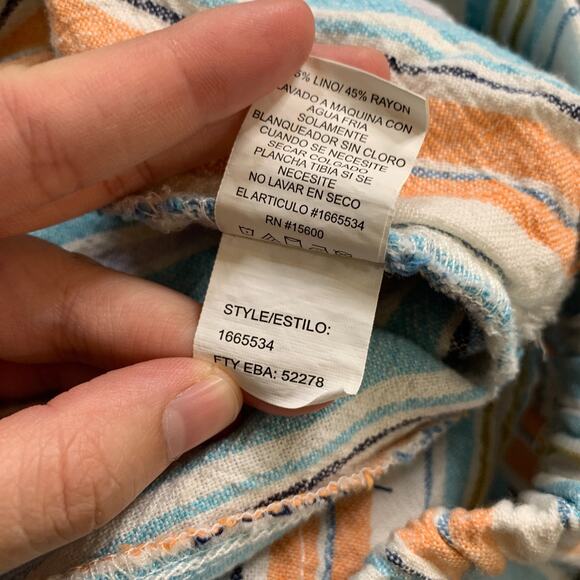 5% LINO/ 45% RAYON
LAVADO A MAQUINA CON
AGUA FRIA
SOLAMENTE
BLANQUEADOR SIN CLORO
CUANDO SE NECESITE
SECAR COLGADO
PLANCHA TIBIA SI SE
NECESITE
NO LAVAR EN SECO
EL ARTICULO #1665534
RN #15600
STYLE/ESTILO:
1665534
FTY EBA: 52278